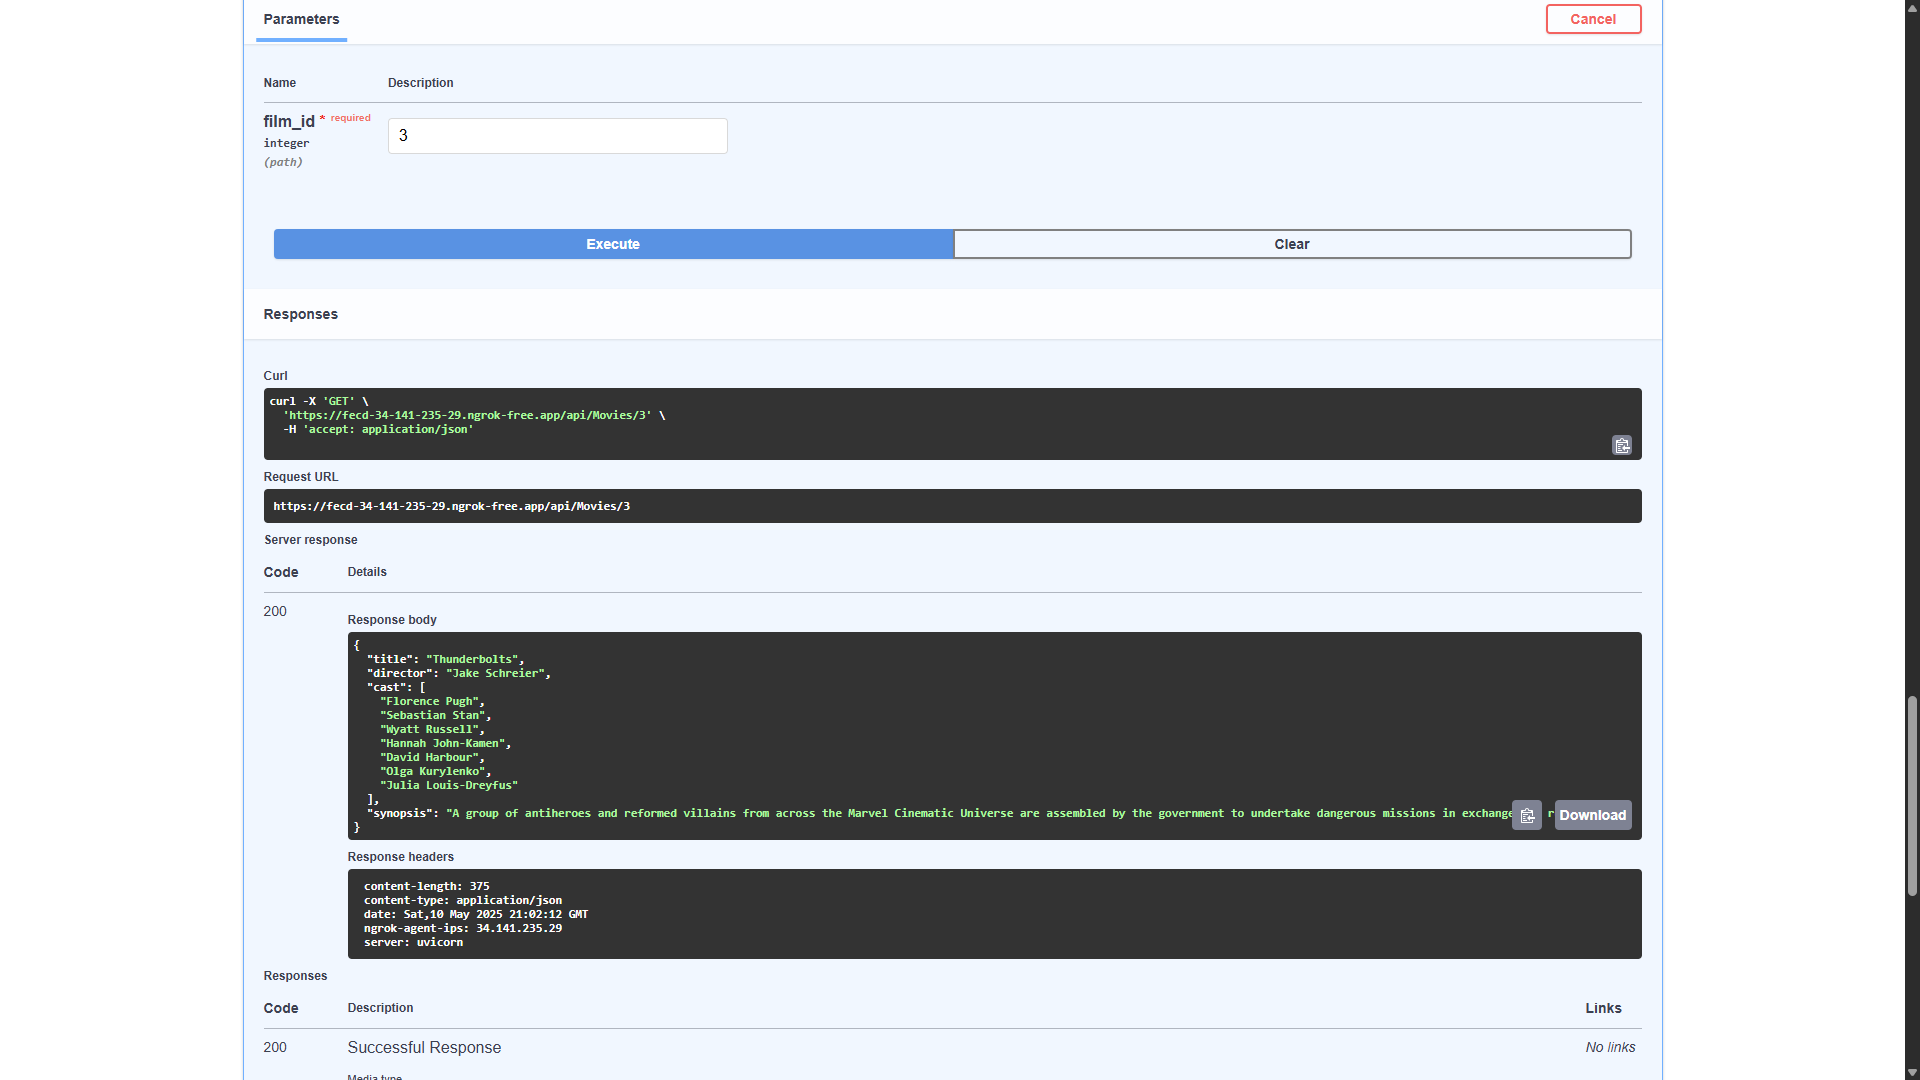 Parameters
Cancel
Name Description
film_id * required
integer
(path)
3
Execute Clear
Responses
Curl
curl -X 'GET' \
'https://fecd-34-141-235-29.ngrok-free.app/api/Movies/3' \
-H 'accept: application/json'
Request URL
https://fecd-34-141-235-29.ngrok-free.app/api/Movies/3
Server response
Code Details
200
Response body
{
"title": "Thunderbolts",
"director": "Jake Schreier",
"cast": [
"Florence Pugh",
"Sebastian Stan",
"Wyatt Russell",
"Hannah John-Kamen",
"David Harbour",
"Olga Kurylenko",
"Julia Louis-Dreyfus"
],
"synopsis": "A group of antiheroes and reformed villains from across the Marvel Cinematic Universe are assembled by the government to undertake dangerous missions in exchange
Download
}
Response headers
content-length: 375
content-type: application/json
date: Sat,10 May 2025 21:02:12 GMT
ngrok-agent-ips: 34.141.235.29
server: uvicorn
Responses
Code Description Links
200 Successful Response No links
Media type